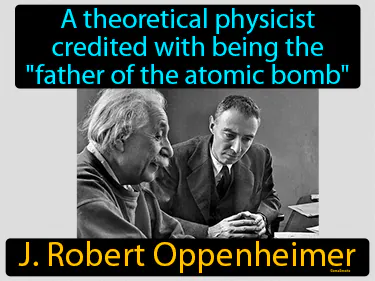 A theoretical physicist
credited with being the
"father of the atomic bomb"
J. Robert Oppenheimer